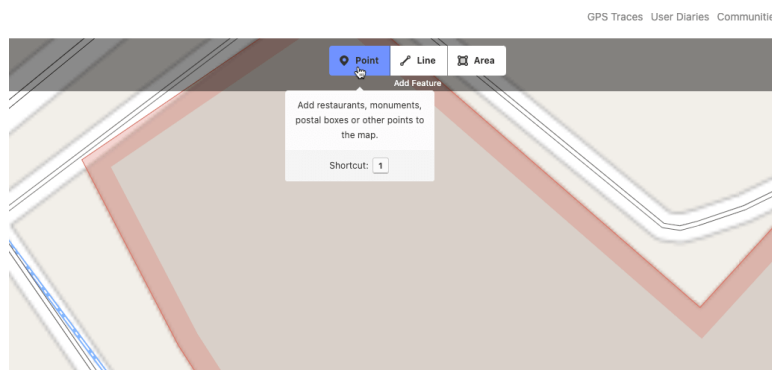 GPS Traces User Diaries
Point Line Area
Add Feature
Add restaurants, monuments,
postal boxes or other points to
the map.
Shortcut: 1